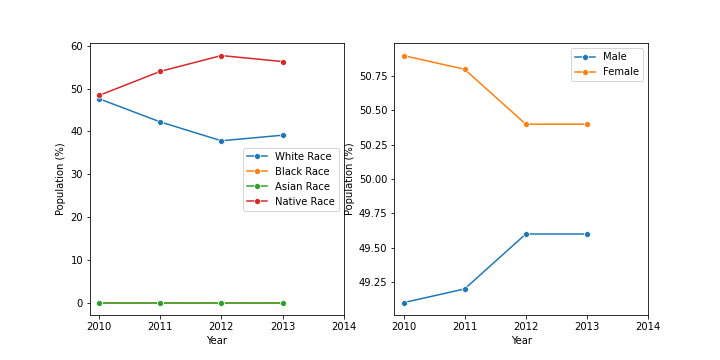 60
50
40
30
20
10
0
Population (%)
2010 2011 2012 2013 2014
Year
White Race
Black Race
Asian Race
Native Race
50.75
50.50
50.25
50.00
49.75
49.50
49.25
Population (%)
2010 2011 2012 2013 2014
Year
Male
Female